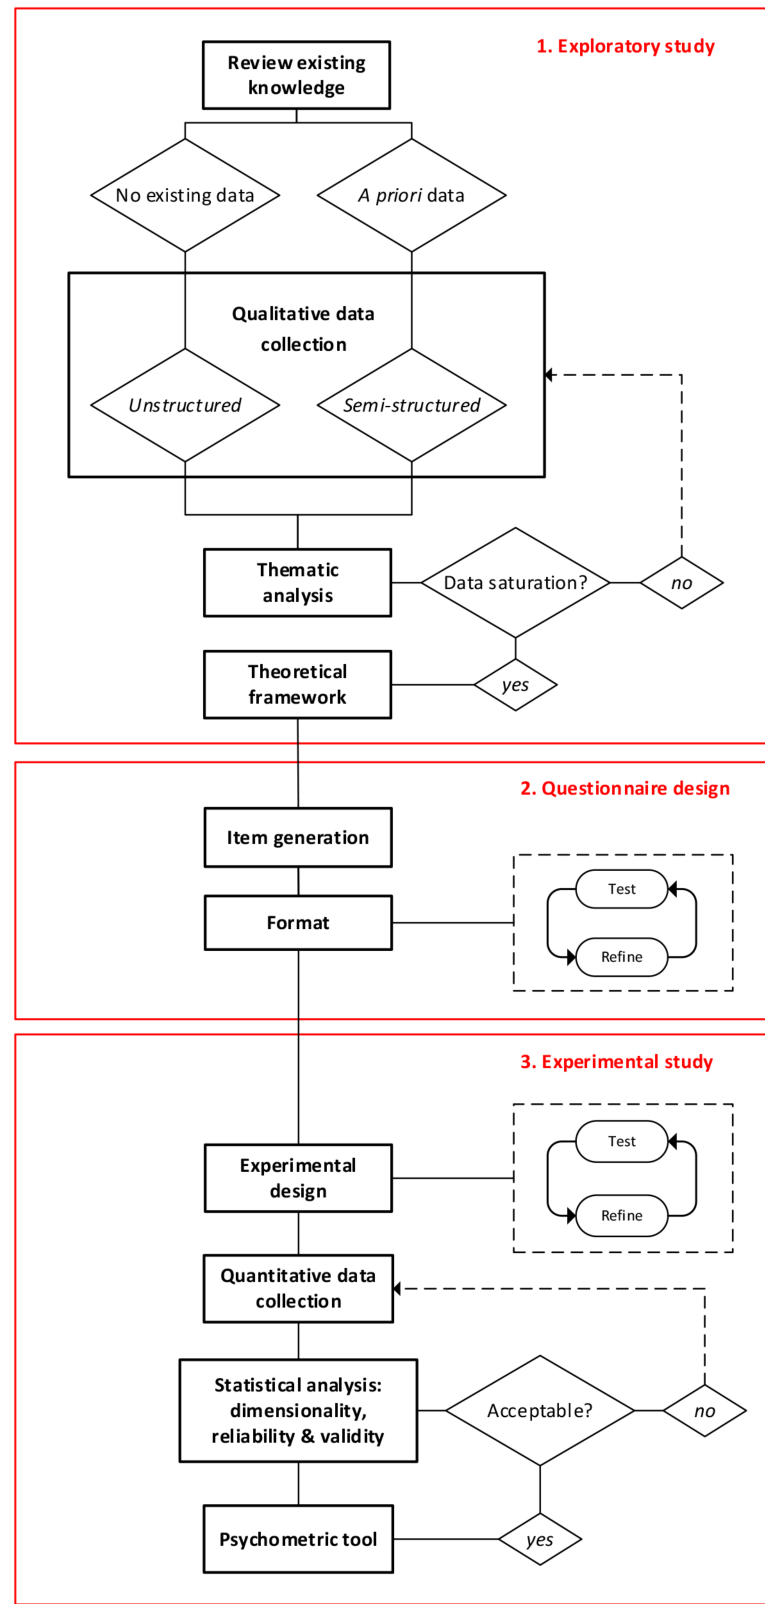 1. Exploratory study
Review existing
knowledge
No existing data
A priori data
Qualitative data
collection
Unstructured
Semi-structured
Thematic
analysis
Data saturation?
no
Theoretical
framework
yes
2. Questionnaire design
Item generation
Test
Format
Refine
3. Experimental study
Test
Experimental
design
Refine
Quantitative data
collection
Statistical analysis:
dimensionality,
reliability & validity
Acceptable?
no
Psychometric tool
yes